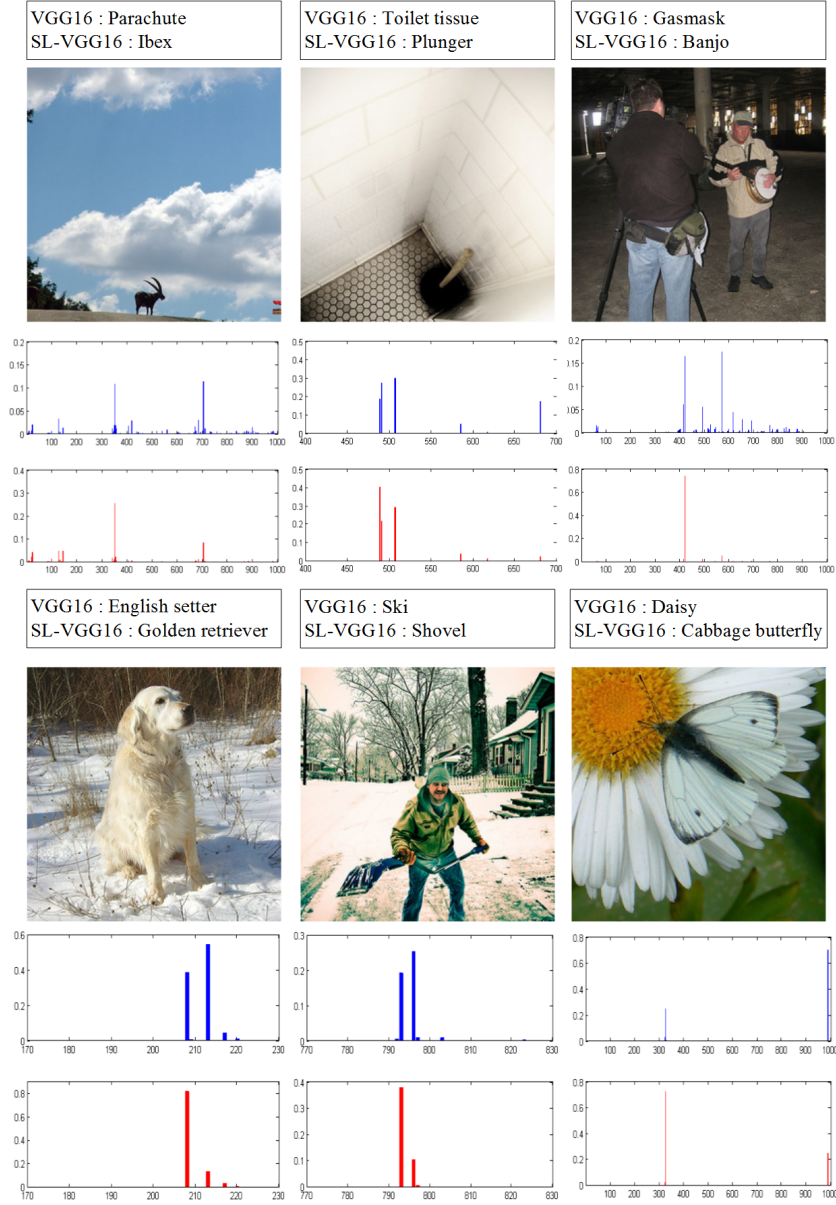 VGG16 : Parachute
SL-VGG16 : Ibex
VGG16 : Toilet tissue
SL-VGG16 : Plunger
VGG16 : Gasmask
SL-VGG16 : Banjo
0.2
0.15
0.1
0.05
0
100 200 300 400 500 600 700 800 900 1000
0.5
0.4
0.3
0.2
0.1
0
400 450 500 550 600 650 700
0.2
0.15
0.1
0.05
0
100 200 300 400 500 600 700 800 900 1000
0.4
0.3
0.2
0.1
0
100 200 300 400 500 600 700 800 900 1000
0.5
0.4
0.3
0.2
0.1
0
400 450 500 550 600 650 700
0.8
0.6
0.4
0.2
0
100 200 300 400 500 600 700 800 900 1000
VGG16 : English setter
SL-VGG16 : Golden retriever
VGG16 : Ski
SL-VGG16 : Shovel
VGG16 : Daisy
SL-VGG16 : Cabbage butterfly
0.6
0.4
0.2
0
170 180 190 200 210 220 230
0.3
0.2
0.1
0
770 780 790 800 810 820 830
0.8
0.6
0.4
0.2
0
100 200 300 400 500 600 700 800 900 1000
0.8
0.6
0.4
0.2
0
170 180 190 200 210 220 230
0.4
0.3
0.2
0.1
0
770 780 790 800 810 820 830
0.8
0.6
0.4
0.2
0
100 200 300 400 500 600 700 800 900 1000